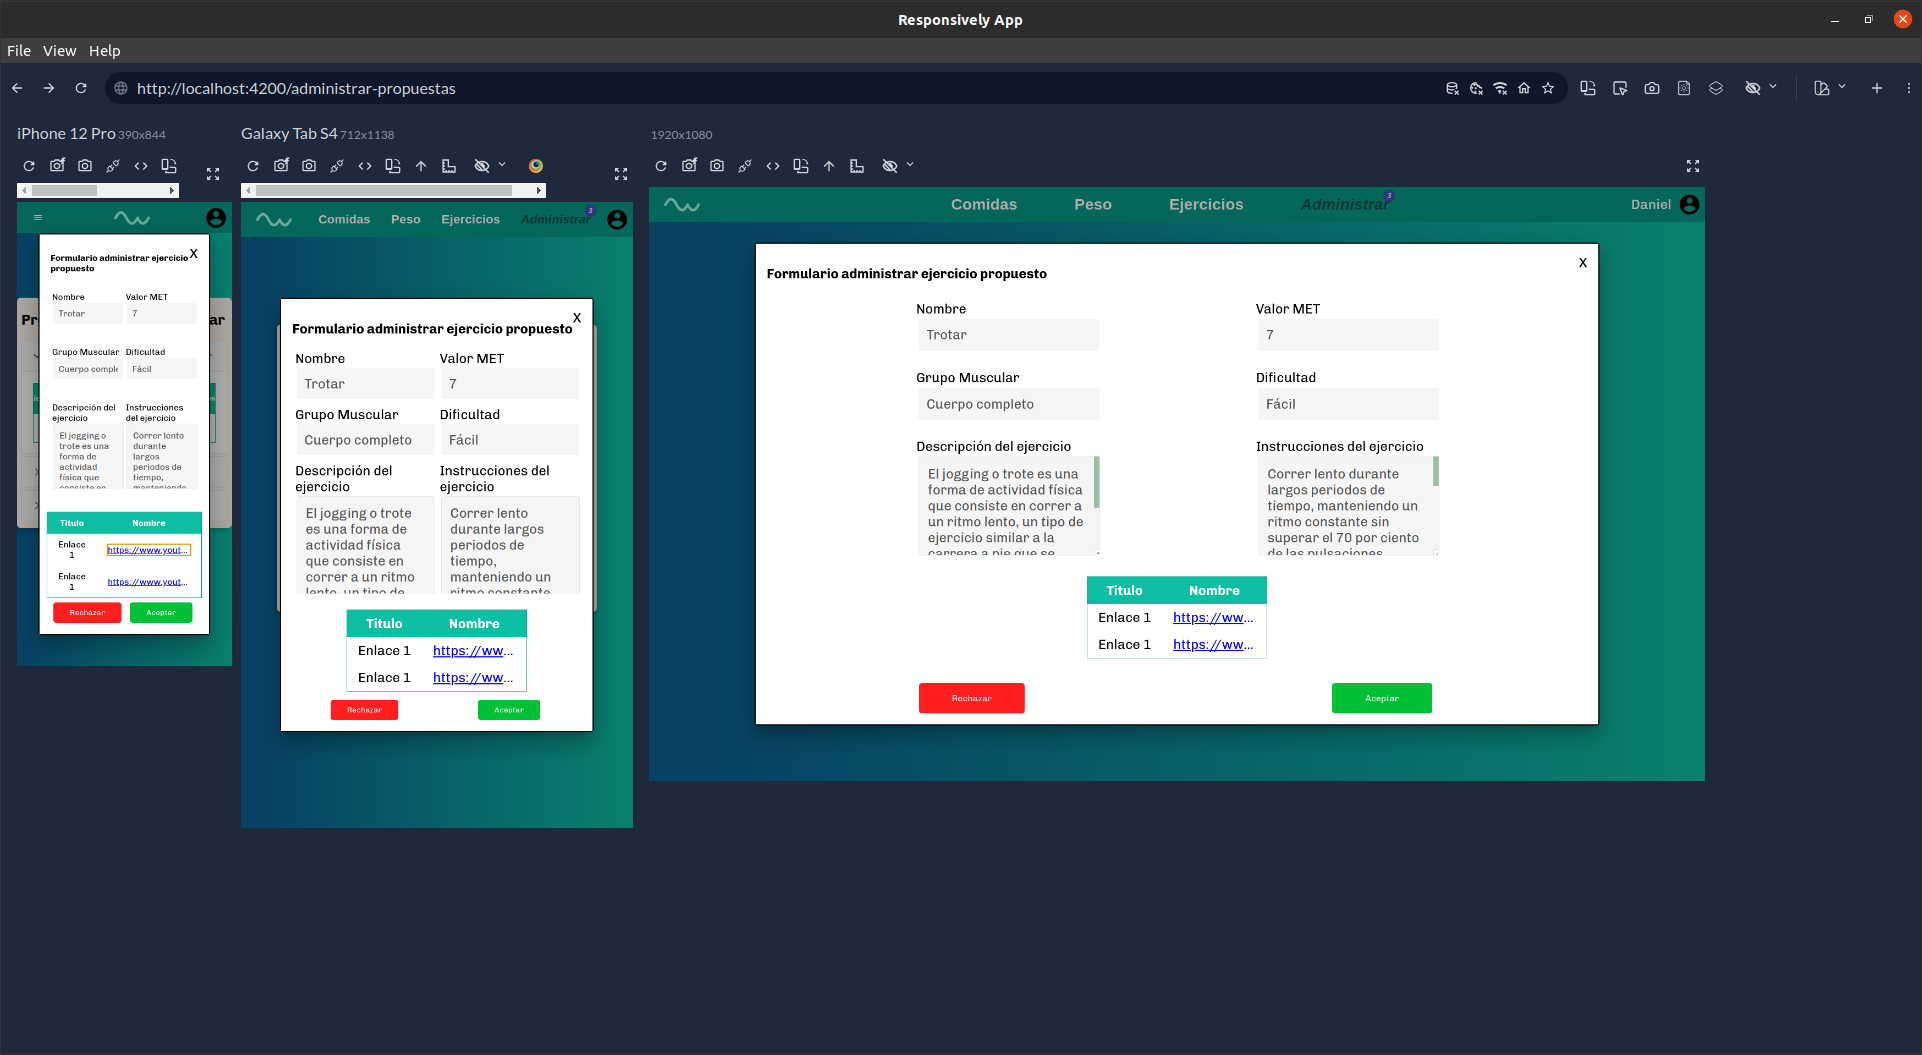 Responsively App
File View Help
http://localhost:4200/administrar-propuestas
iPhone 12 Pro 390x844
Formulario administrar ejercicio propuesto
X
Nombre Valor MET
Trotar 7
Grupo Muscular Dificultad
Cuerpo comple Fácil
Descripción del ejercicio
Instrucciones del ejercicio
El jogging o
trote es una
forma de
actividad
física que
consiste en
Correr lento
durante
largos
periodos de
tiempo,
manteniendo
Titulo Nombre
Enlace 1 https://www.yout...
Enlace 1 https://www.yout...
Rechazar Aceptar
Pr
ar
Galaxy Tab S4 712x1138
Comidas Peso Ejercicios Administrar 3
Formulario administrar ejercicio propuesto
X
Nombre Valor MET
Trotar 7
Grupo Muscular Dificultad
Cuerpo completo Fácil
Descripción del ejercicio
Instrucciones del ejercicio
El jogging o trote
es una forma de
actividad física
que consiste en
correr a un ritmo
lento, un tipo de
Correr lento
durante largos
periodos de
tiempo,
manteniendo un
ritmo constante
Titulo Nombre
Enlace 1 https://ww...
Enlace 1 https://ww...
Rechazar Aceptar
1920x1080
Comidas Peso Ejercicios Administrar 3 Daniel
X
Formulario administrar ejercicio propuesto
Nombre Valor MET
Trotar 7
Grupo Muscular Dificultad
Cuerpo completo Fácil
Descripción del ejercicio Instrucciones del ejercicio
El jogging o trote es una
forma de actividad física
que consiste en correr a
un ritmo lento, un tipo de
ejercicio similar a la
carrera a pie que se
Correr lento durante
largos periodos de
tiempo, manteniendo un
ritmo constante sin
superar el 70 por ciento
de las pulsaciones
Titulo Nombre
Enlace 1 https://ww...
Enlace 1 https://ww...
Rechazar Aceptar